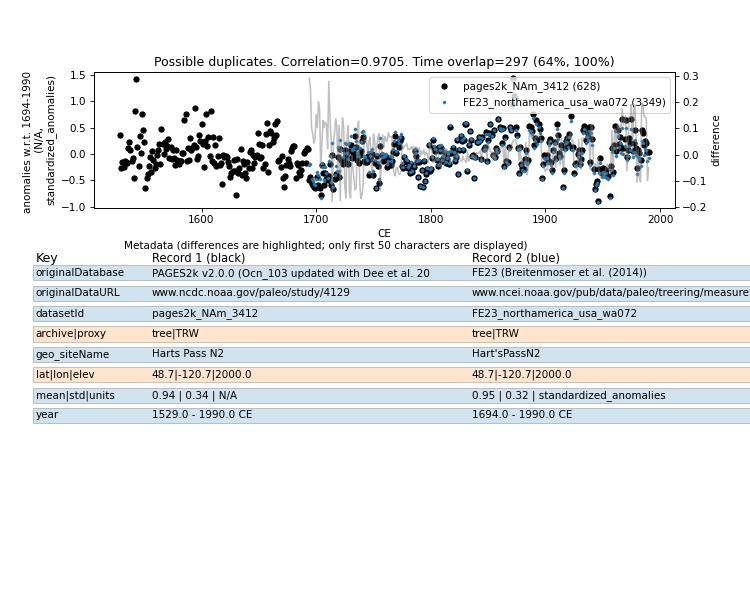 Possible duplicates. Correlation=0.9705. Time overlap=297 (64%, 100%)
anomalies w.r.t. 1694-1990
(N/A,
standardized_anomalies)
1.5
1.0
0.5
0.0
−0.5
−1.0
pages2k_NAm_3412 (628)
FE23_northamerica_usa_wa072 (3349)
0.3
0.2
0.1
0.0
−0.1
−0.2
difference
1600 1700 1800 1900 2000
CE
Metadata (differences are highlighted; only first 50 characters are displayed)
Key Record 1 (black) Record 2 (blue)
originalDatabase PAGES2k v2.0.0 (Ocn_103 updated with Dee et al. 20 FE23 (Breitenmoser et al. (2014))
originalDataURL www.ncdc.noaa.gov/paleo/study/4129 www.ncei.noaa.gov/pub/data/paleo/treering/measure
datasetId pages2k_NAm_3412 FE23_northamerica_usa_wa072
archive|proxy tree|TRW tree|TRW
geo_siteName Harts Pass N2 Hart'sPassN2
lat|lon|elev 48.7|-120.7|2000.0 48.7|-120.7|2000.0
mean|std|units 0.94 | 0.34 | N/A 0.95 | 0.32 | standardized_anomalies
year 1529.0 - 1990.0 CE 1694.0 - 1990.0 CE